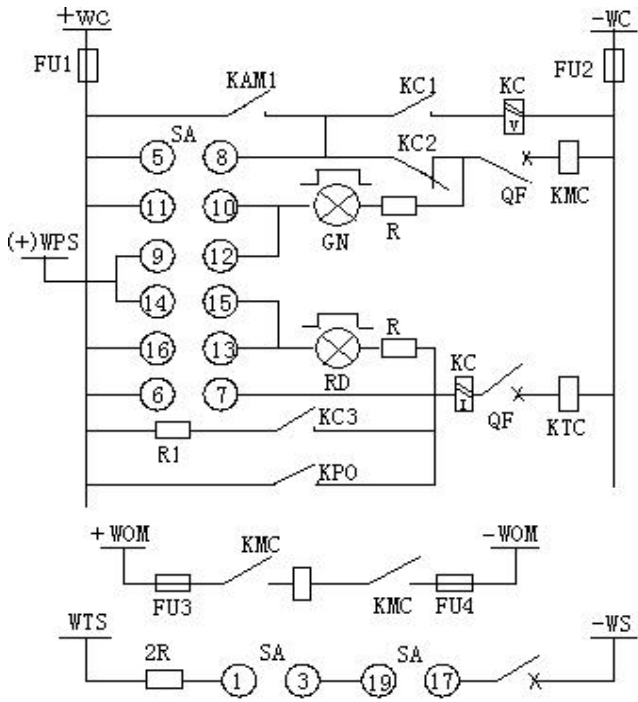 +WC -WC
FU1 FU2
KAM1 KC1 KC
V
SA KC2
5 8
QF KMC
11 10
GN R
(+)WPS
9 12
14 15
R
16 13
RD KC
6 7
I
QF KTC
KC3
R1
KPO
+WOM -WOM
KMC
FU3 KMC FU4
WTS -WS
2R SA SA
1 3 19 17